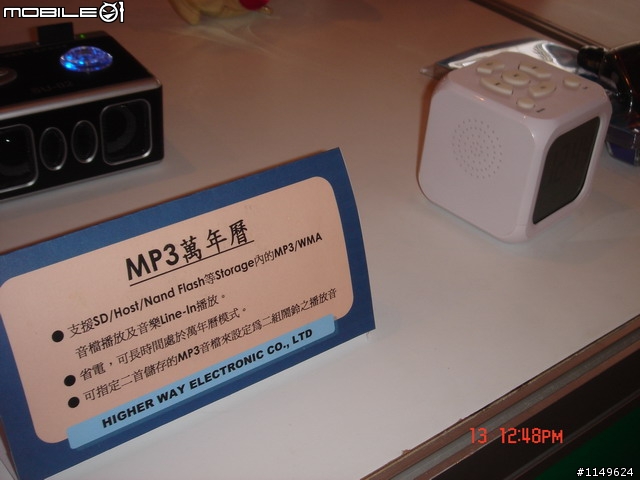 MOBILE01
MP3萬年曆
● 支援SD/Host/Nand Flash等Storage內的MP3/WMA
音檔播放及音樂Line-In播放。
● 省電，可長時間處於萬年曆模式。
● 可指定二首儲存的MP3音檔來設定為二組鬧鈴之播放音
HIGHER WAY ELECTRONIC CO., LTD
13 12:48PM
#1149624